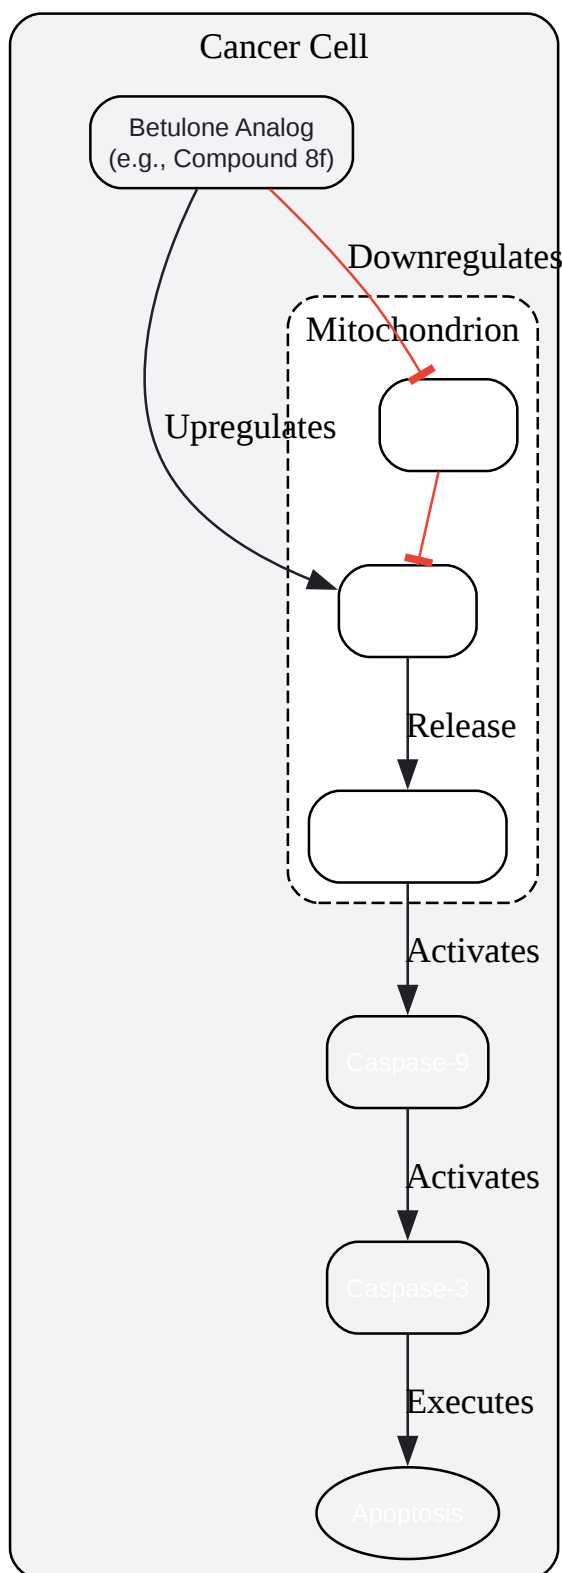 Cancer Cell
Betulone Analog
(e.g., Compound 8f)
Downregulates
Mitochondrion
Upregulates
Release
Activates
Caspase-9
Activates
Caspase-3
Executes
Apoptosis